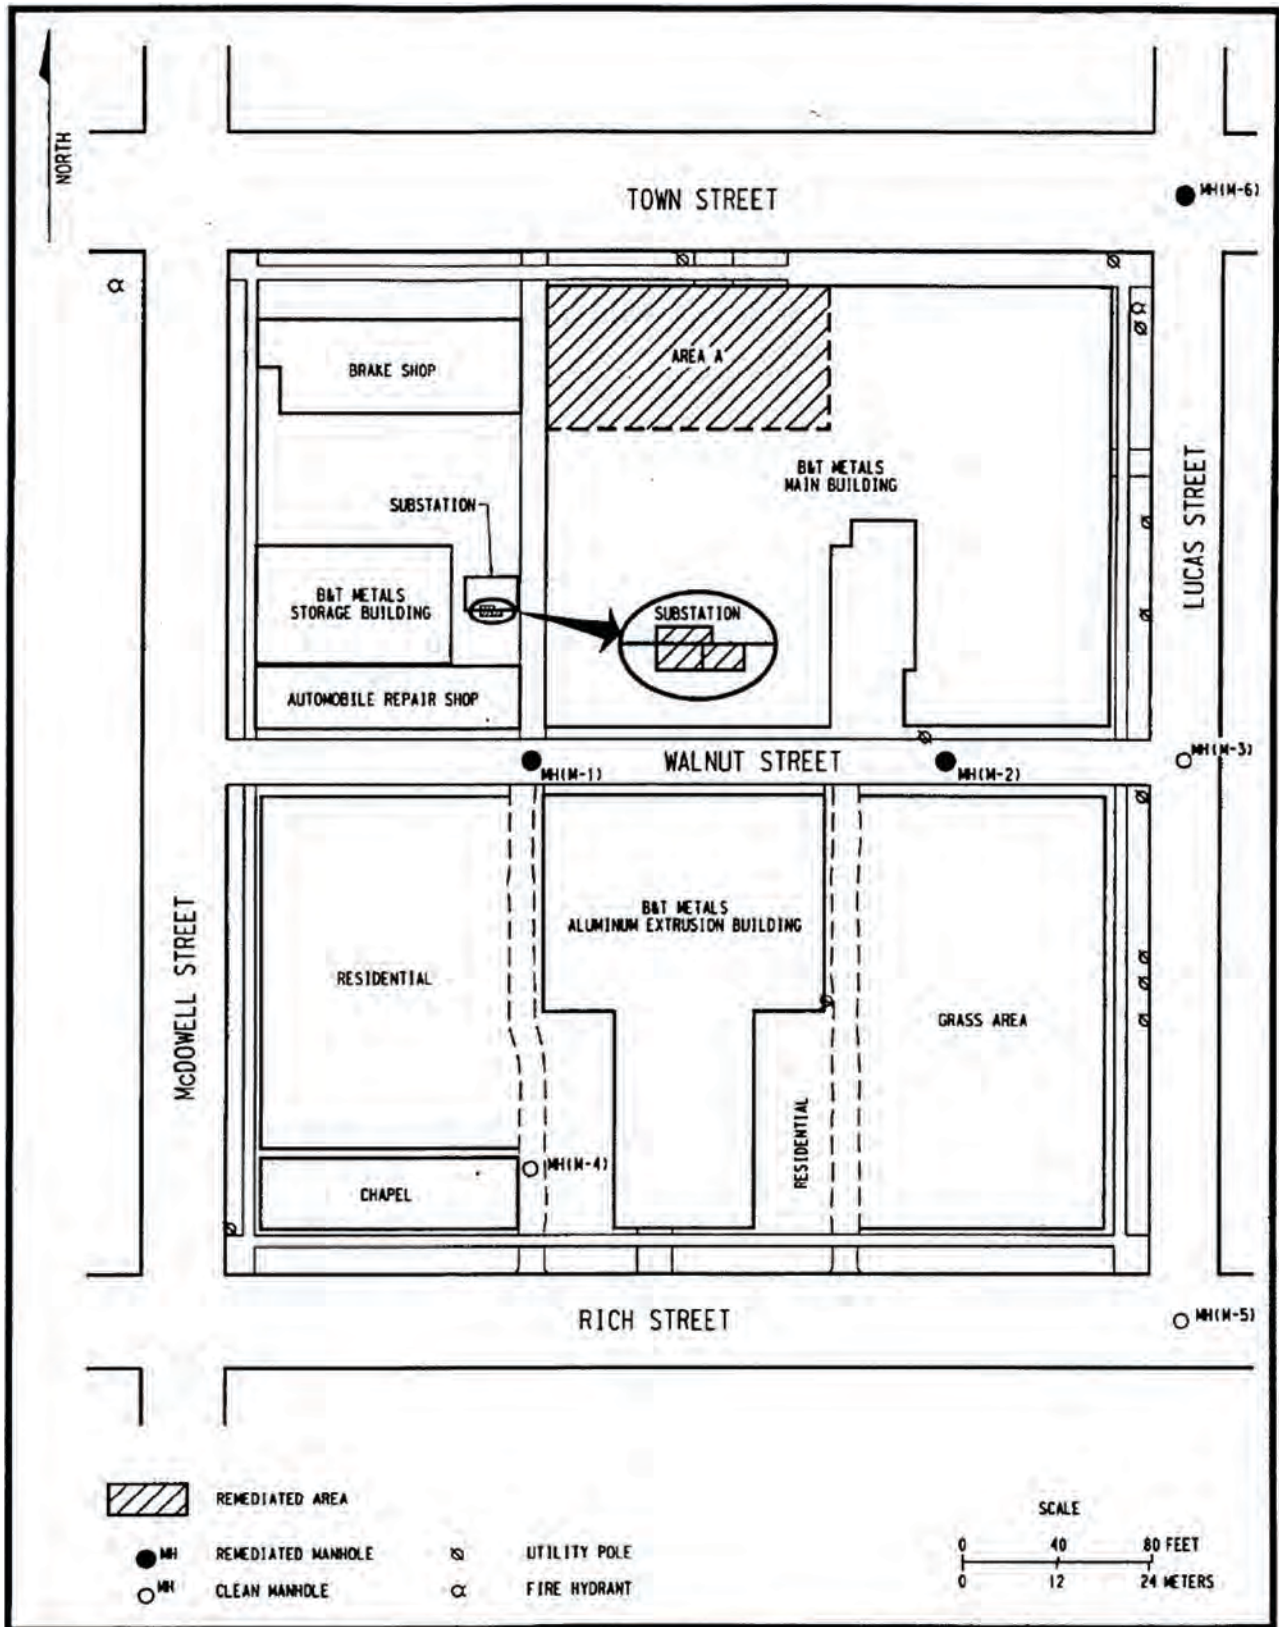 NORTH
TOWN STREET
MH(M-6)
BRAKE SHOP
AREA A
B&T METALS
MAIN BUILDING
SUBSTATION
LUCAS STREET
B&T METALS
STORAGE BUILDING
SUBSTATION
AUTOMOBILE REPAIR SHOP
MH(M-1)
WALNUT STREET
MH(M-2)
MH(M-3)
McDOWELL STREET
RESIDENTIAL
B&T METALS
ALUMINUM EXTRUSION BUILDING
GRASS AREA
RESIDENTIAL
MH(M-4)
CHAPEL
RICH STREET
MH(M-5)
REMEDIATED AREA
MH REMEDIATED MANHOLE
UTILITY POLE
MH CLEAN MANHOLE
FIRE HYDRANT
SCALE
0 40 80 FEET
0 12 24 METERS